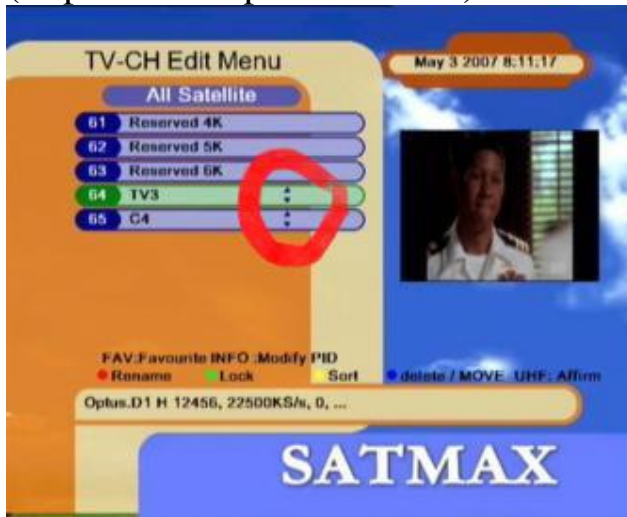 TV-CH Edit Menu
May 3 2007 8:11:17
All Satellite
61 Reserved 4K
62 Reserved 5K
63 Reserved 6K
64 TV3
65 C4
FAV:Favourite INFO :Modify PID
Rename Lock Sort delete / MOVE UHF: Affirm
Optus.D1 H 12456, 22500KS/s, 0, ...
SATMAX